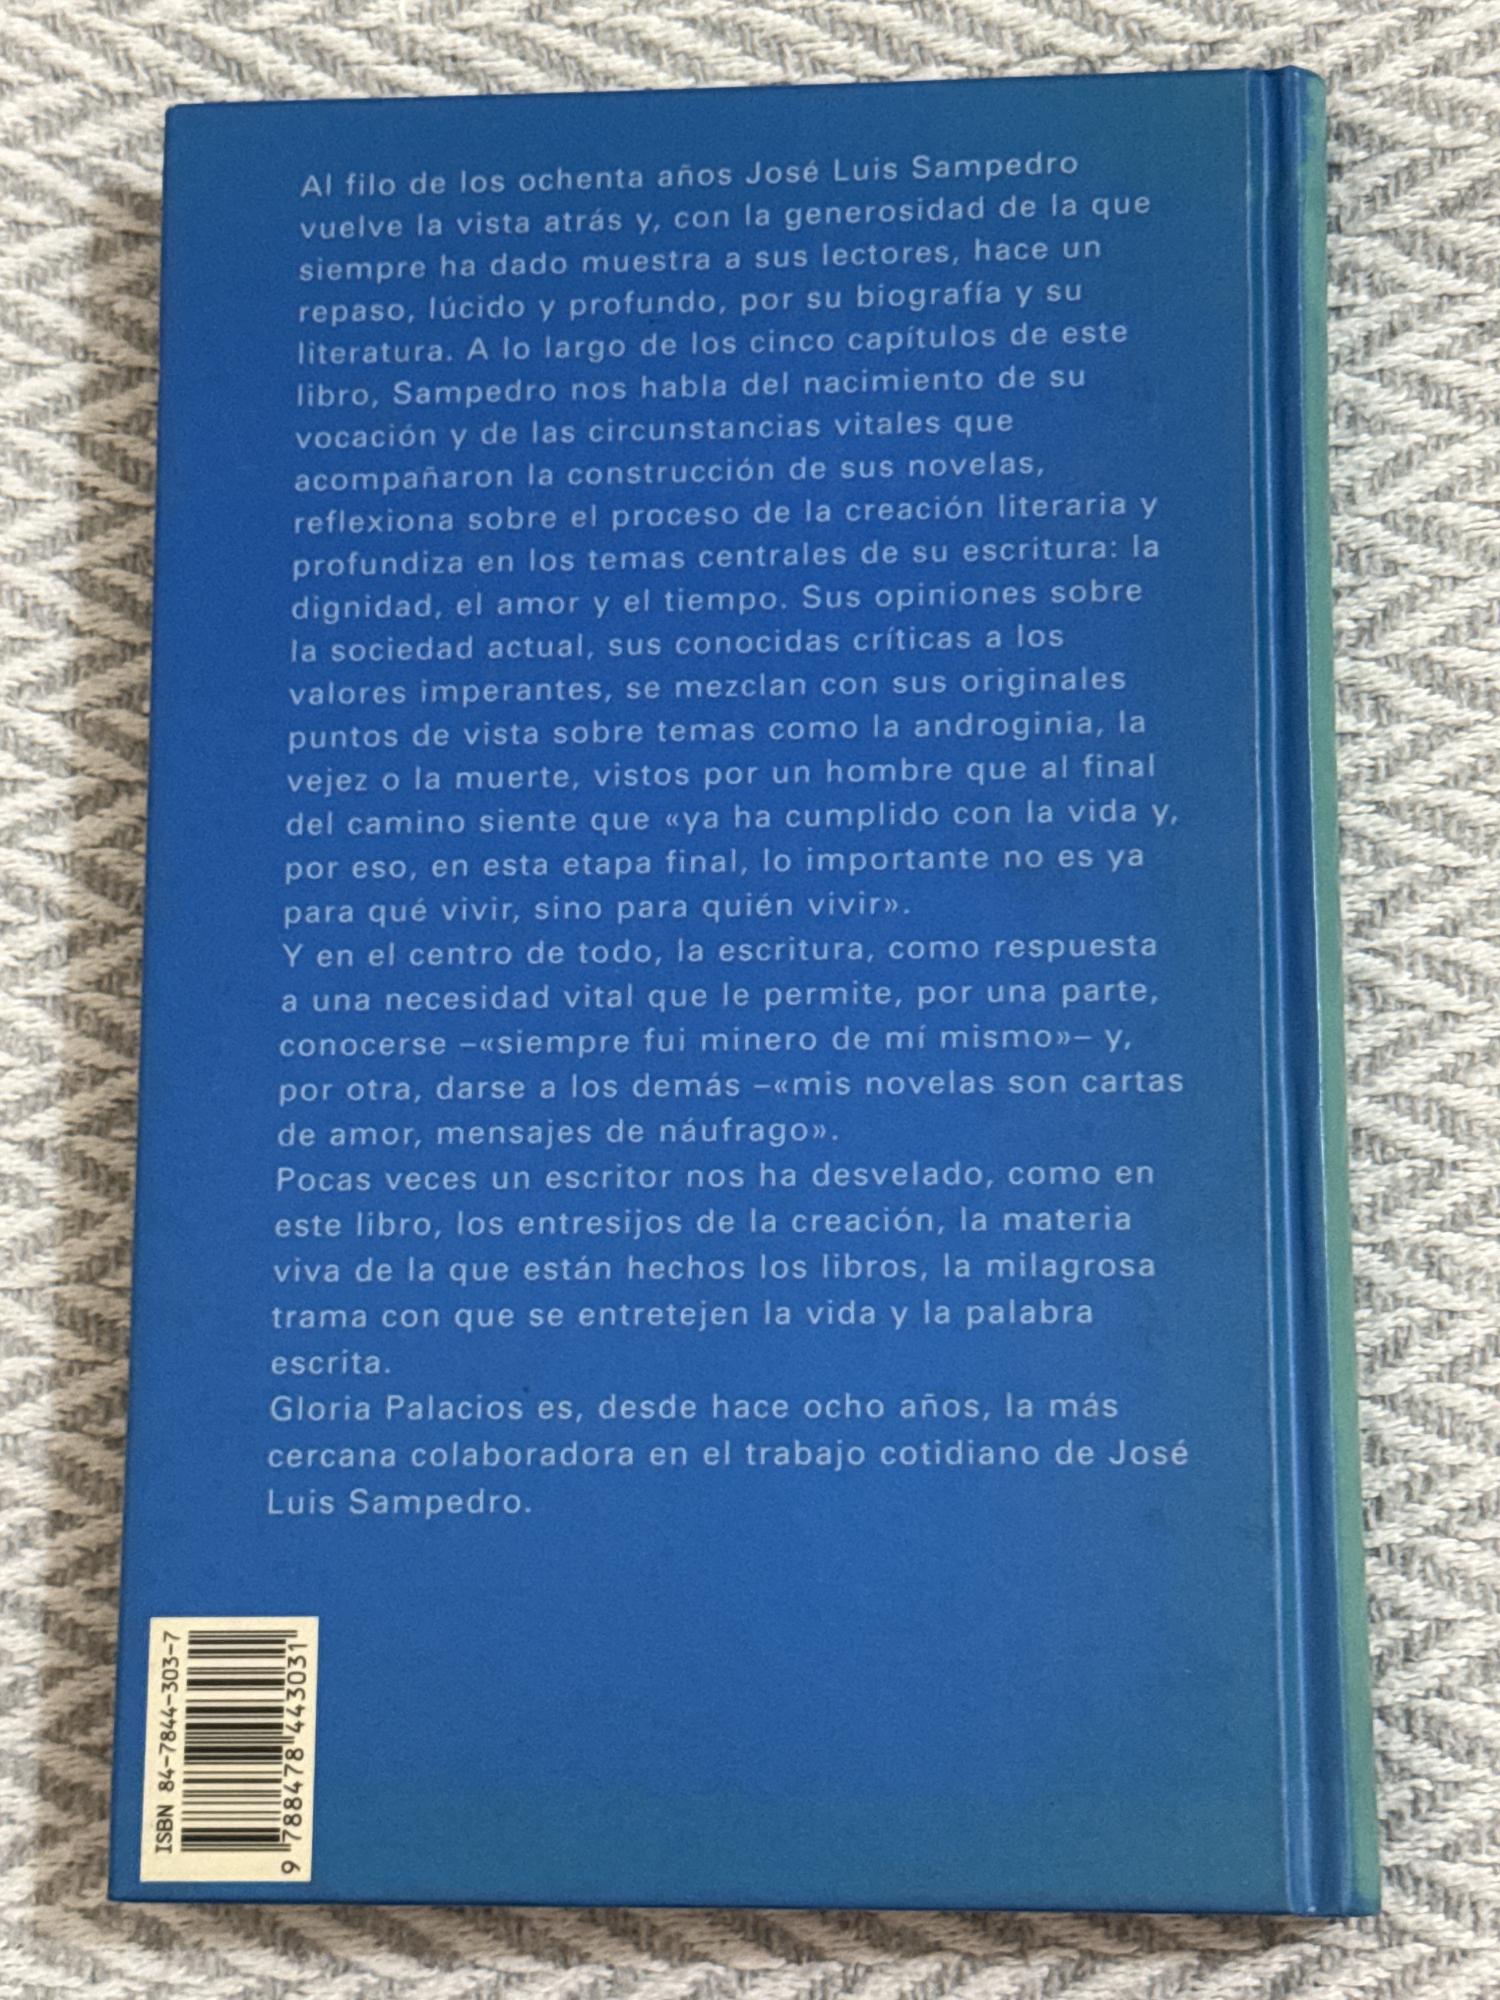 Al filo de los ochenta años José Luis Sampedro
vuelve la vista atrás y, con la generosidad de la que
siempre ha dado muestra a sus lectores, hace un
repaso, lúcido y profundo, por su biografía y su
literatura. A lo largo de los cinco capítulos de este
libro, Sampedro nos habla del nacimiento de su
vocación y de las circunstancias vitales que
acompañaron la construcción de sus novelas,
reflexiona sobre el proceso de la creación literaria y
profundiza en los temas centrales de su escritura: la
dignidad, el amor y el tiempo. Sus opiniones sobre
la sociedad actual, sus conocidas críticas a los
valores imperantes, se mezclan con sus originales
puntos de vista sobre temas como la androginia, la
vejez o la muerte, vistos por un hombre que al final
del camino siente que «ya ha cumplido con la vida y,
por eso, en esta etapa final, lo importante no es ya
para qué vivir, sino para quién vivir».
Y en el centro de todo, la escritura, como respuesta
a una necesidad vital que le permite, por una parte,
conocerse –«siempre fui minero de mí mismo»– y,
por otra, darse a los demás –«mis novelas son cartas
de amor, mensajes de náufrago».
Pocas veces un escritor nos ha desvelado, como en
este libro, los entresijos de la creación, la materia
viva de la que están hechos los libros, la milagrosa
trama con que se entretejen la vida y la palabra
escrita.
Gloria Palacios es, desde hace ocho años, la más
cercana colaboradora en el trabajo cotidiano de José
Luis Sampedro.
ISBN 84-7844-303-7
9 788478 443031